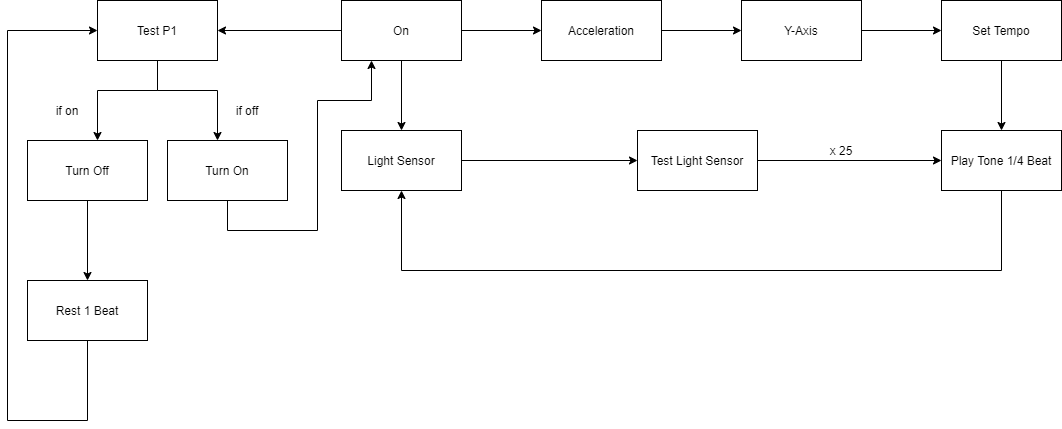 Test P1
On
Acceleration
Y-Axis
Set Tempo
if on
if off
Turn Off
Turn On
Light Sensor
Test Light Sensor
x 25
Play Tone 1/4 Beat
Rest 1 Beat